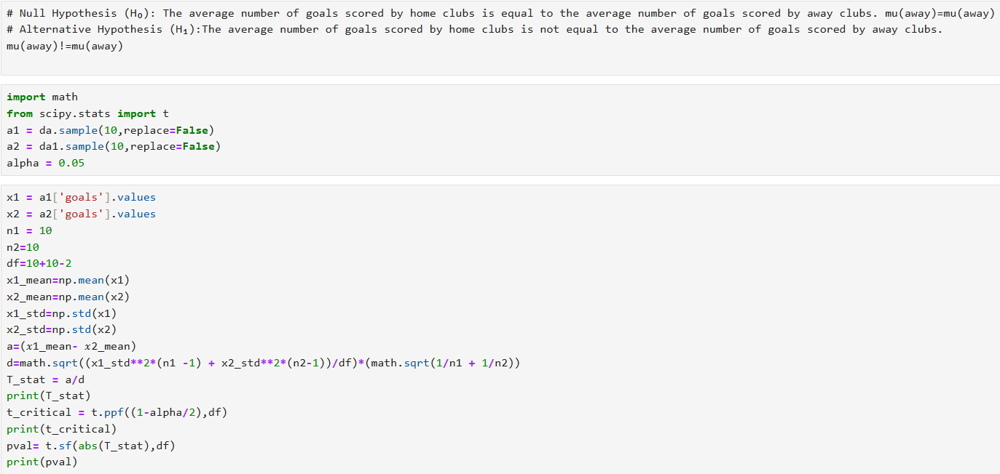 # Null Hypothesis (H₀): The average number of goals scored by home clubs is equal to the average number of goals scored by away clubs. mu(away)=mu(away)
# Alternative Hypothesis (H₁):The average number of goals scored by home clubs is not equal to the average number of goals scored by away clubs.
mu(away)!=mu(away)
import math
from scipy.stats import t
a1 = da.sample(10,replace=False)
a2 = da1.sample(10,replace=False)
alpha = 0.05
x1 = a1['goals'].values
x2 = a2['goals'].values
n1 = 10
n2=10
df=10+10-2
x1_mean=np.mean(x1)
x2_mean=np.mean(x2)
x1_std=np.std(x1)
x2_std=np.std(x2)
a=(𝑥1_mean- 𝑥2_mean)
d=math.sqrt((x1_std**2*(n1 -1) + x2_std**2*(n2-1))/df)*(math.sqrt(1/n1 + 1/n2))
T_stat = a/d
print(T_stat)
t_critical = t.ppf((1-alpha/2),df)
print(t_critical)
pval= t.sf(abs(T_stat),df)
print(pval)